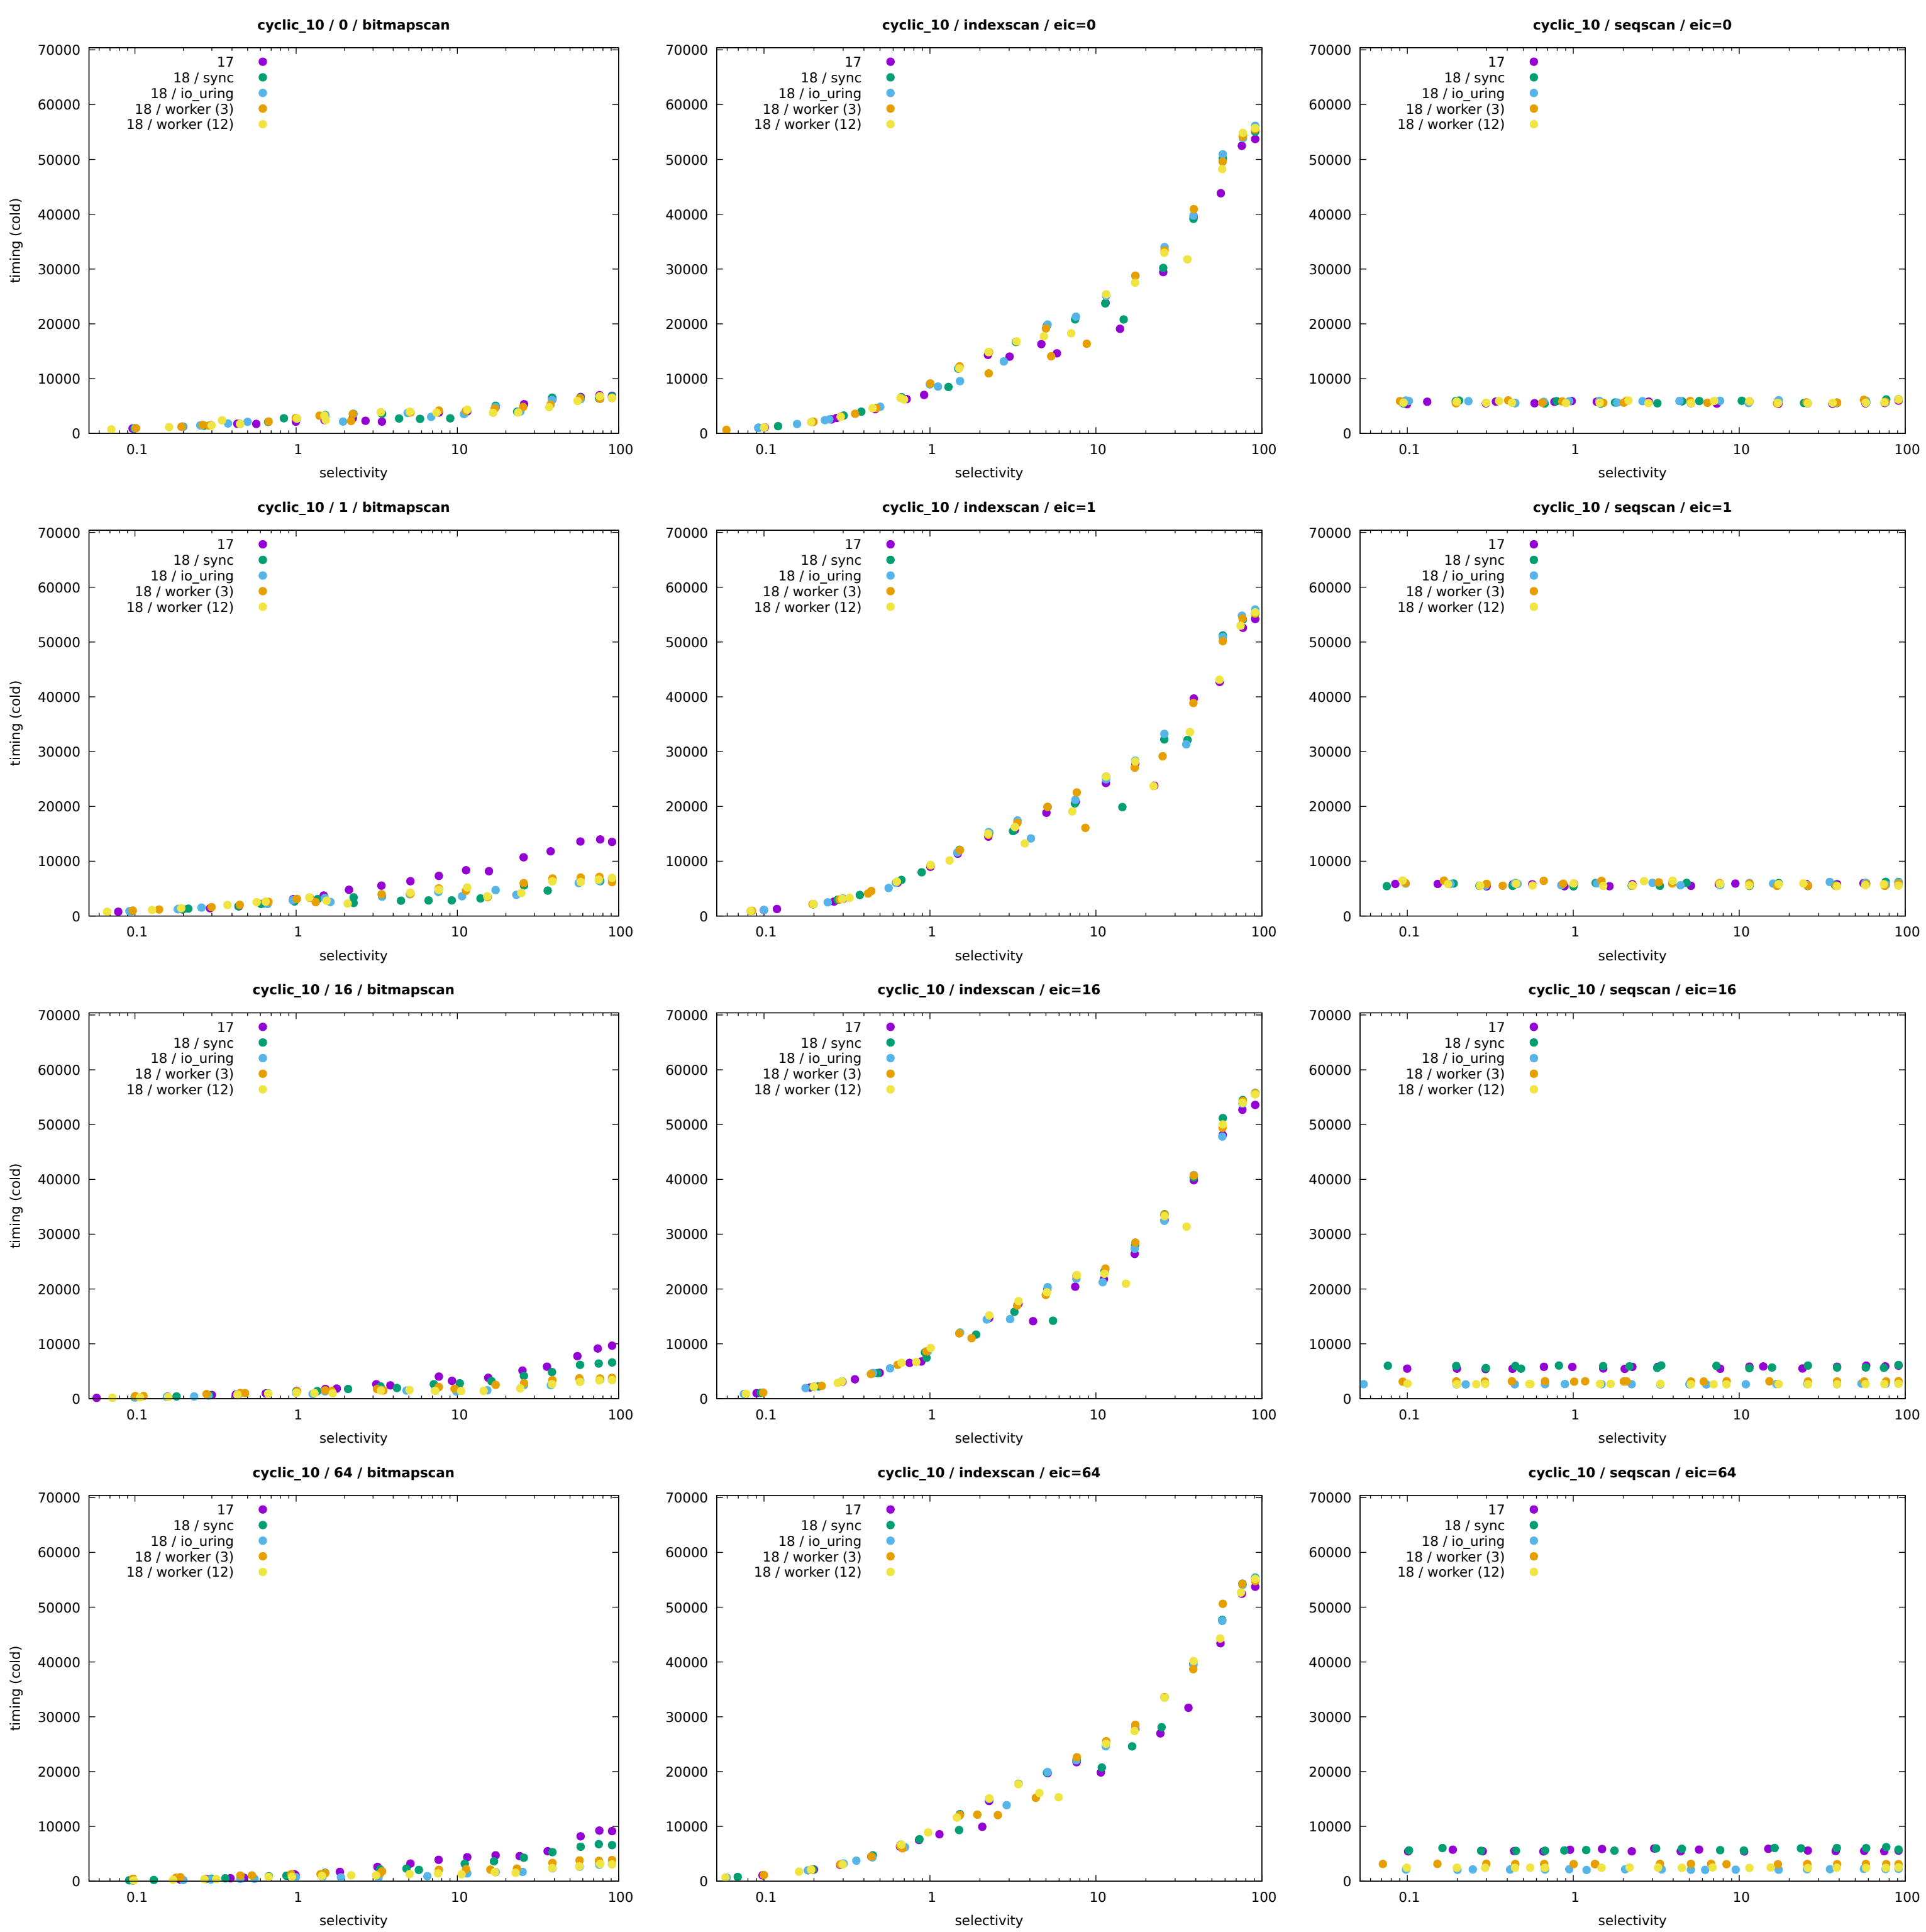 cyclic_10 / 0 / bitmapscan
70000
60000
50000
40000
30000
20000
10000
0
timing (cold)
17
18 / sync
18 / io_uring
18 / worker (3)
18 / worker (12)
0.1 1 10 100
selectivity
cyclic_10 / indexscan / eic=0
70000
60000
50000
40000
30000
20000
10000
0
17
18 / sync
18 / io_uring
18 / worker (3)
18 / worker (12)
0.1 1 10 100
selectivity
cyclic_10 / seqscan / eic=0
70000
60000
50000
40000
30000
20000
10000
0
17
18 / sync
18 / io_uring
18 / worker (3)
18 / worker (12)
0.1 1 10 100
selectivity
cyclic_10 / 1 / bitmapscan
70000
60000
50000
40000
30000
20000
10000
0
timing (cold)
17
18 / sync
18 / io_uring
18 / worker (3)
18 / worker (12)
0.1 1 10 100
selectivity
cyclic_10 / indexscan / eic=1
70000
60000
50000
40000
30000
20000
10000
0
17
18 / sync
18 / io_uring
18 / worker (3)
18 / worker (12)
0.1 1 10 100
selectivity
cyclic_10 / seqscan / eic=1
70000
60000
50000
40000
30000
20000
10000
0
17
18 / sync
18 / io_uring
18 / worker (3)
18 / worker (12)
0.1 1 10 100
selectivity
cyclic_10 / 16 / bitmapscan
70000
60000
50000
40000
30000
20000
10000
0
timing (cold)
17
18 / sync
18 / io_uring
18 / worker (3)
18 / worker (12)
0.1 1 10 100
selectivity
cyclic_10 / indexscan / eic=16
70000
60000
50000
40000
30000
20000
10000
0
17
18 / sync
18 / io_uring
18 / worker (3)
18 / worker (12)
0.1 1 10 100
selectivity
cyclic_10 / seqscan / eic=16
70000
60000
50000
40000
30000
20000
10000
0
17
18 / sync
18 / io_uring
18 / worker (3)
18 / worker (12)
0.1 1 10 100
selectivity
cyclic_10 / 64 / bitmapscan
70000
60000
50000
40000
30000
20000
10000
0
timing (cold)
17
18 / sync
18 / io_uring
18 / worker (3)
18 / worker (12)
0.1 1 10 100
selectivity
cyclic_10 / indexscan / eic=64
70000
60000
50000
40000
30000
20000
10000
0
17
18 / sync
18 / io_uring
18 / worker (3)
18 / worker (12)
0.1 1 10 100
selectivity
cyclic_10 / seqscan / eic=64
70000
60000
50000
40000
30000
20000
10000
0
17
18 / sync
18 / io_uring
18 / worker (3)
18 / worker (12)
0.1 1 10 100
selectivity